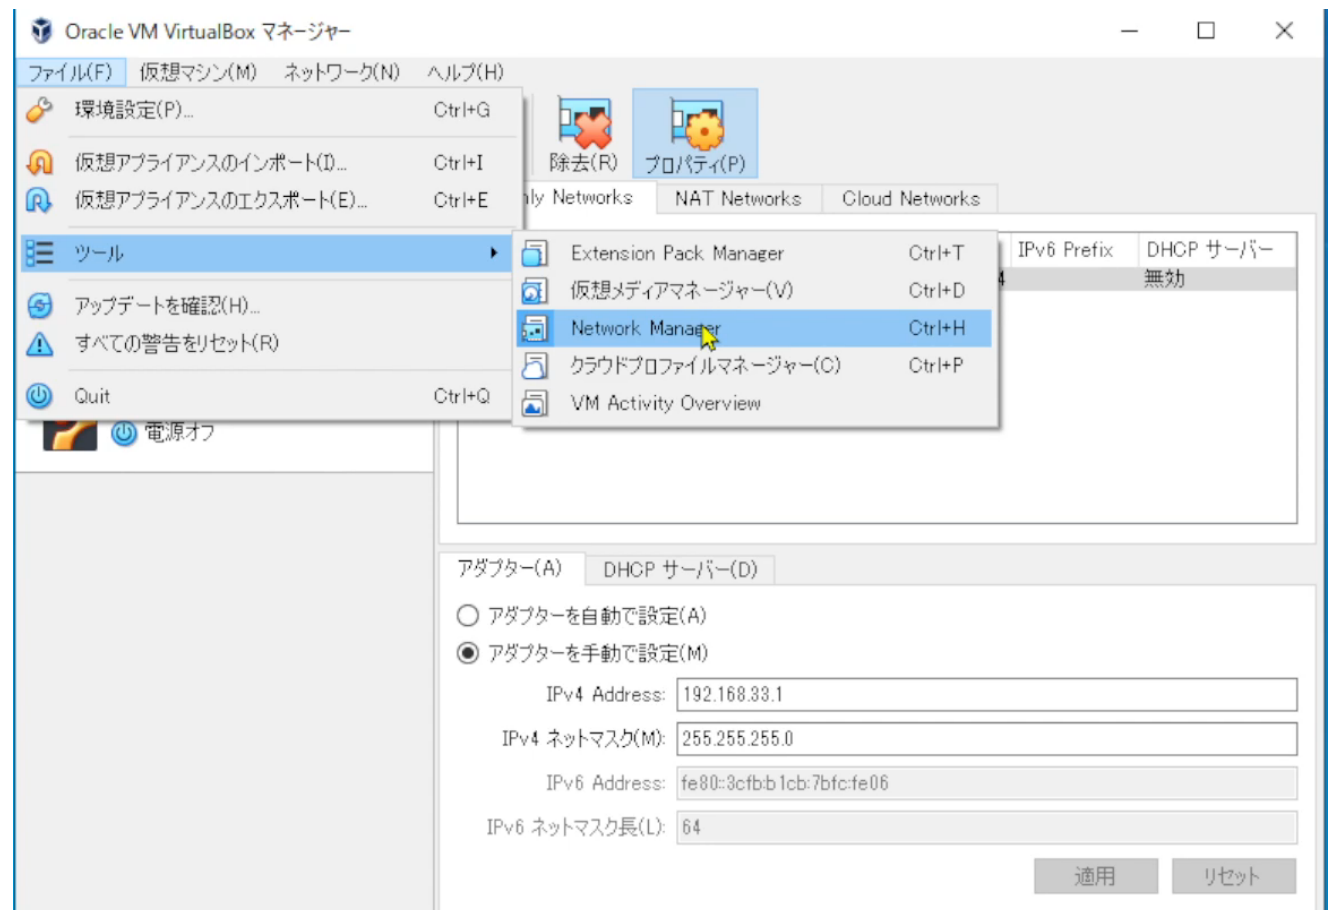 Oracle VM VirtualBox マネージャー
ファイル(F) 仮想マシン(M) ネットワーク(N) ヘルプ(H)
環境設定(P)... Ctrl+G
仮想アプライアンスのインポート(I)... Ctrl+I
仮想アプライアンスのエクスポート(E)... Ctrl+E
ツール
アップデートを確認(H)...
すべての警告をリセット(R)
Quit Ctrl+Q
電源オフ
除去(R) プロパティ(P)
Networks NAT Networks Cloud Networks
IPv6 Prefix DHCP サーバー
無効
Extension Pack Manager Ctrl+T
仮想メディアマネージャー(V) Ctrl+D
Network Manager Ctrl+H
クラウドプロファイルマネージャー(C) Ctrl+P
VM Activity Overview
アダプター(A) DHCP サーバー(D)
アダプターを自動で設定(A)
アダプターを手動で設定(M)
IPv4 Address: 192.168.33.1
IPv4 ネットマスク(M): 255.255.255.0
IPv6 Address: fe80::3cfb:b1cb:7bfc:fe06
IPv6 ネットマスク長(L): 64
適用 リセット